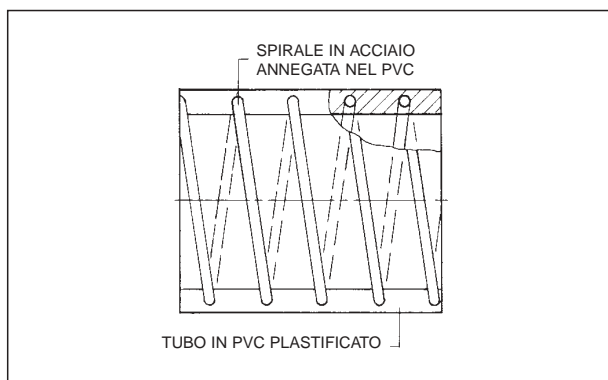 SPIRALE IN ACCIAIO
ANNEGATA NEL PVC
TUBO IN PVC PLASTIFICATO